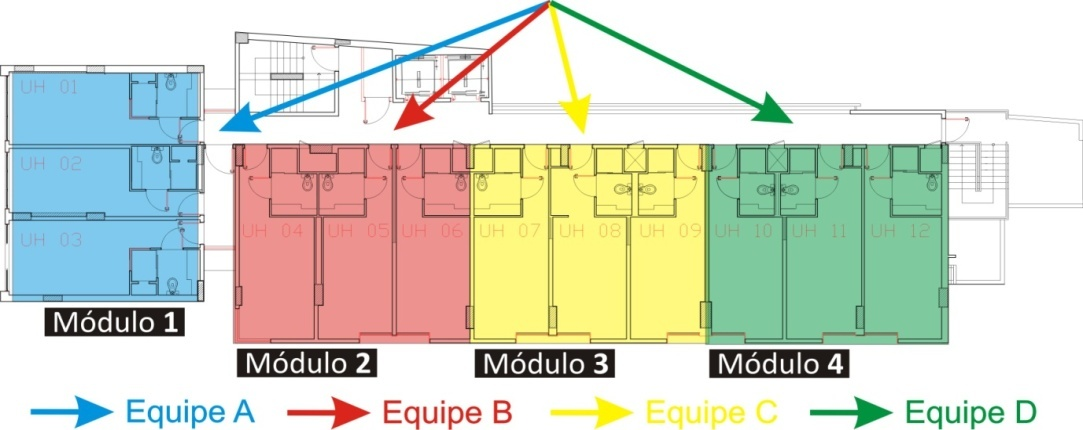 UH 01
UH 02
UH 03
UH 04
UH 05
UH 06
UH 07
UH 08
UH 09
UH 10
UH 11
UH 12
Módulo 1
Módulo 2
Módulo 3
Módulo 4
Equipe A
Equipe B
Equipe C
Equipe D